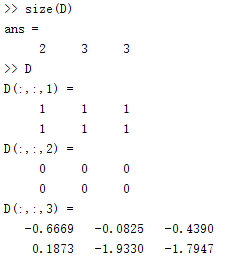 >> size(D)
ans =
2 3 3
>> D
D(:,:,1) =
1 1 1
1 1 1
D(:,:,2) =
0 0 0
0 0 0
D(:,:,3) =
-0.6669 -0.0825 -0.4390
0.1873 -1.9330 -1.7947